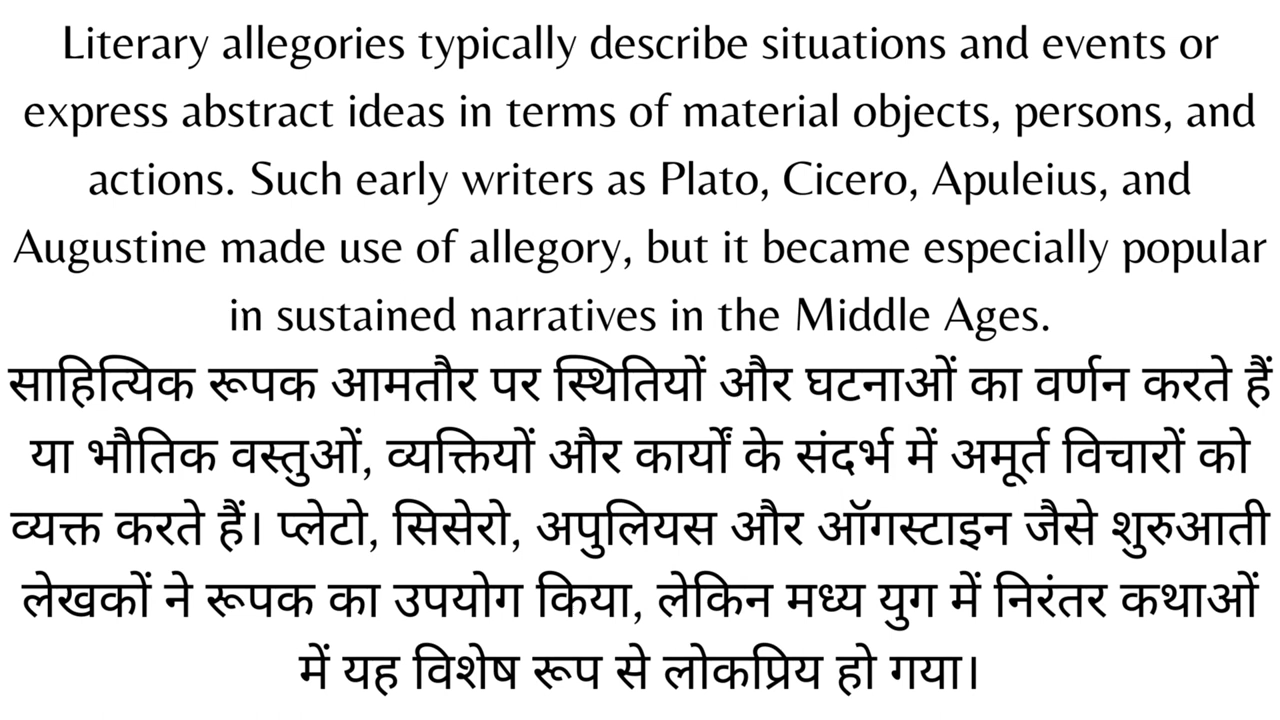 Literary allegories typically describe situations and events or
express abstract ideas in terms of material objects, persons, and
actions. Such early writers as Plato, Cicero, Apuleius, and
Augustine made use of allegory, but it became especially popular
in sustained narratives in the Middle Ages.
साहित्यिक रूपक आमतौर पर स्थितियों और घटनाओं का वर्णन करते हैं
या भौतिक वस्तुओं, व्यक्तियों और कार्यों के संदर्भ में अमूर्त विचारों को
व्यक्त करते हैं। प्लेटो, सिसेरो, अपुलियस और ऑगस्टाइन जैसे शुरुआती
लेखकों ने रूपक का उपयोग किया, लेकिन मध्य युग में निरंतर कथाओं
में यह विशेष रूप से लोकप्रिय हो गया।